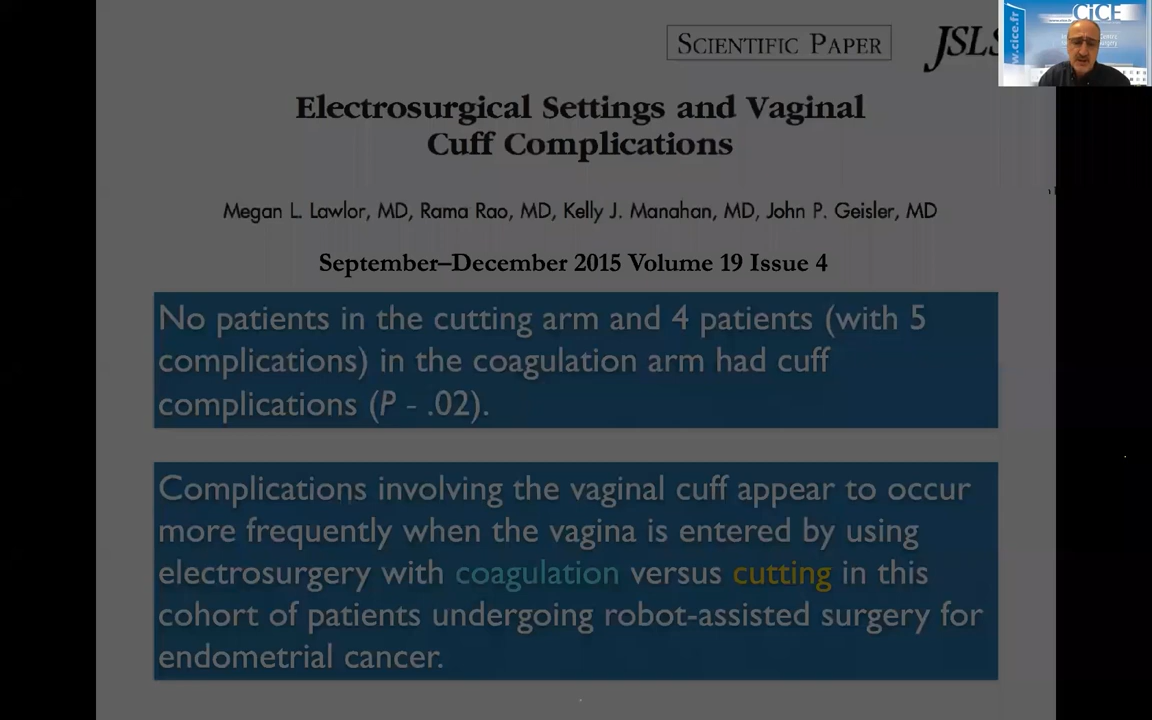 SCIENTIFIC PAPER
JSLS
CiCE
www.cice.fr
Electrosurgical Settings and Vaginal
Cuff Complications
Megan L. Lawlor, MD, Rama Rao, MD, Kelly J. Manahan, MD, John P. Geisler, MD
September–December 2015 Volume 19 Issue 4
No patients in the cutting arm and 4 patients (with 5
complications) in the coagulation arm had cuff
complications (P - .02).
Complications involving the vaginal cuff appear to occur
more frequently when the vagina is entered by using
electrosurgery with coagulation versus cutting in this
cohort of patients undergoing robot-assisted surgery for
endometrial cancer.